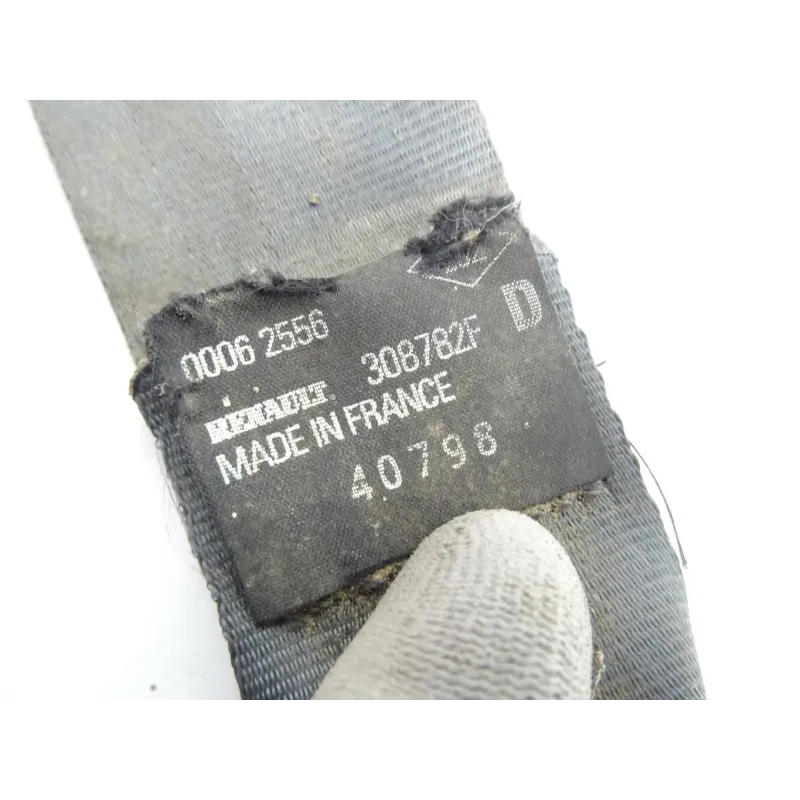 0006 2556 308782F D
RENAULT
MADE IN FRANCE
40798